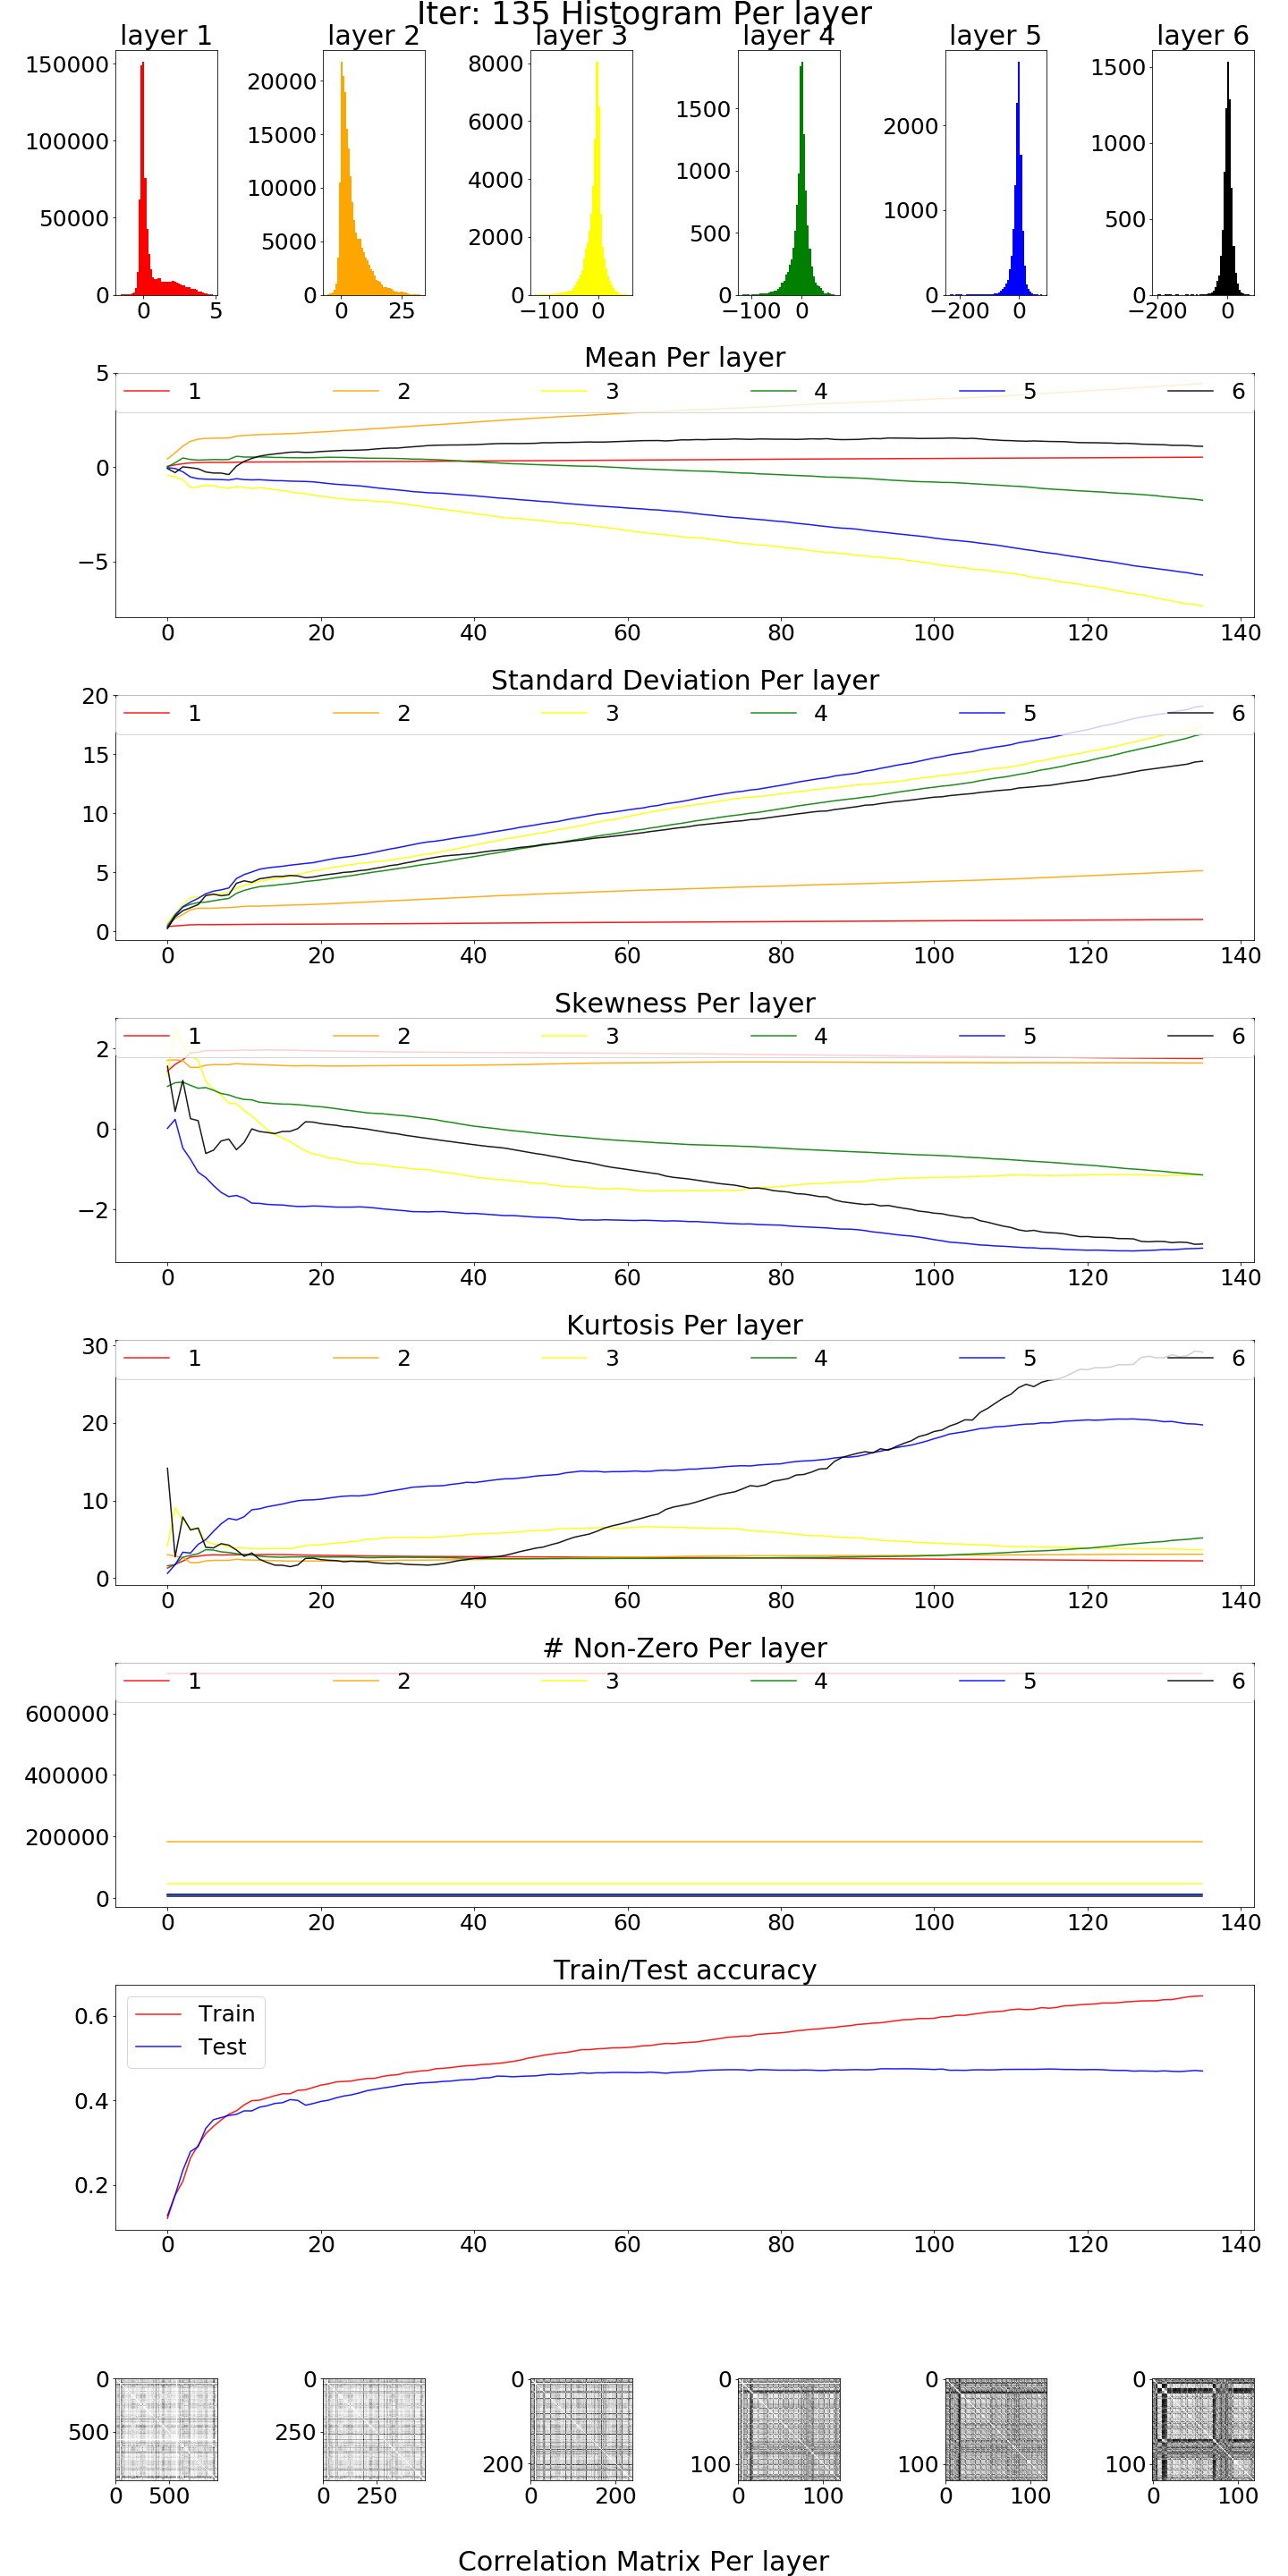 Iter: 135 Histogram Per layer
layer 1 layer 2 layer 3 layer 4 layer 5 layer 6
150000 100000 50000 0
0 5
20000 15000 10000 5000 0
0 25
8000 6000 4000 2000 0
−100 0
1500 1000 500 0
−100 0
2000 1000 0
−200 0
1500 1000 500 0
−200 0
Mean Per layer
1 2 3 4 5 6
5
0
−5
0 20 40 60 80 100 120 140
Standard Deviation Per layer
1 2 3 4 5 6
20
15
10
5
0
0 20 40 60 80 100 120 140
Skewness Per layer
1 2 3 4 5 6
2
0
−2
0 20 40 60 80 100 120 140
Kurtosis Per layer
1 2 3 4 5 6
30
20
10
0
0 20 40 60 80 100 120 140
# Non-Zero Per layer
1 2 3 4 5 6
600000
400000
200000
0
0 20 40 60 80 100 120 140
Train/Test accuracy
Train
Test
0.6
0.4
0.2
0 20 40 60 80 100 120 140
0 500
0 500
0 250
0 250
0 200
0 200
0 100
0 100
0 100
0 100
0 100
0 100
Correlation Matrix Per layer